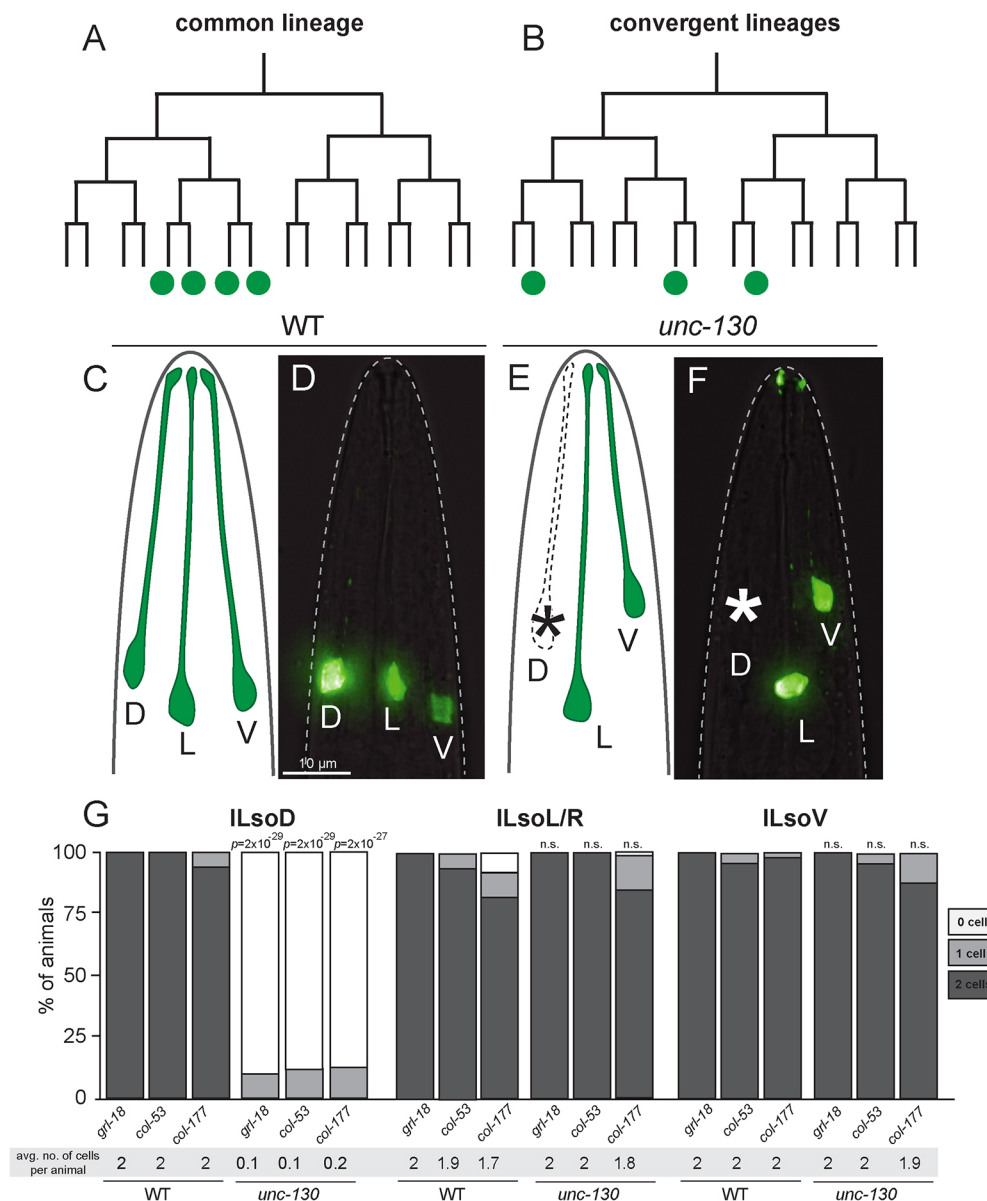 A common lineage
B convergent lineages
WT
unc-130
C
D
E
F
D
L
V
D
L
V
10 µm
*
D
L
V
*
D
L
V
G
ILsoD
ILsoL/R
ILsoV
p=2x10-29 p=2x10-29 p=2x10-27
n.s. n.s. n.s.
n.s. n.s. n.s.
% of animals
100
75
50
25
0
0 cell
1 cell
2 cells
grl-18 col-53 col-177 grl-18 col-53 col-177 grl-18 col-53 col-177 grl-18 col-53 col-177 grl-18 col-53 col-177 grl-18 col-53 col-177
avg. no. of cells
per animal
2 2 2 0.1 0.1 0.2 2 1.9 1.7 2 2 1.8 2 2 2 2 2 1.9
WT unc-130 WT unc-130 WT unc-130